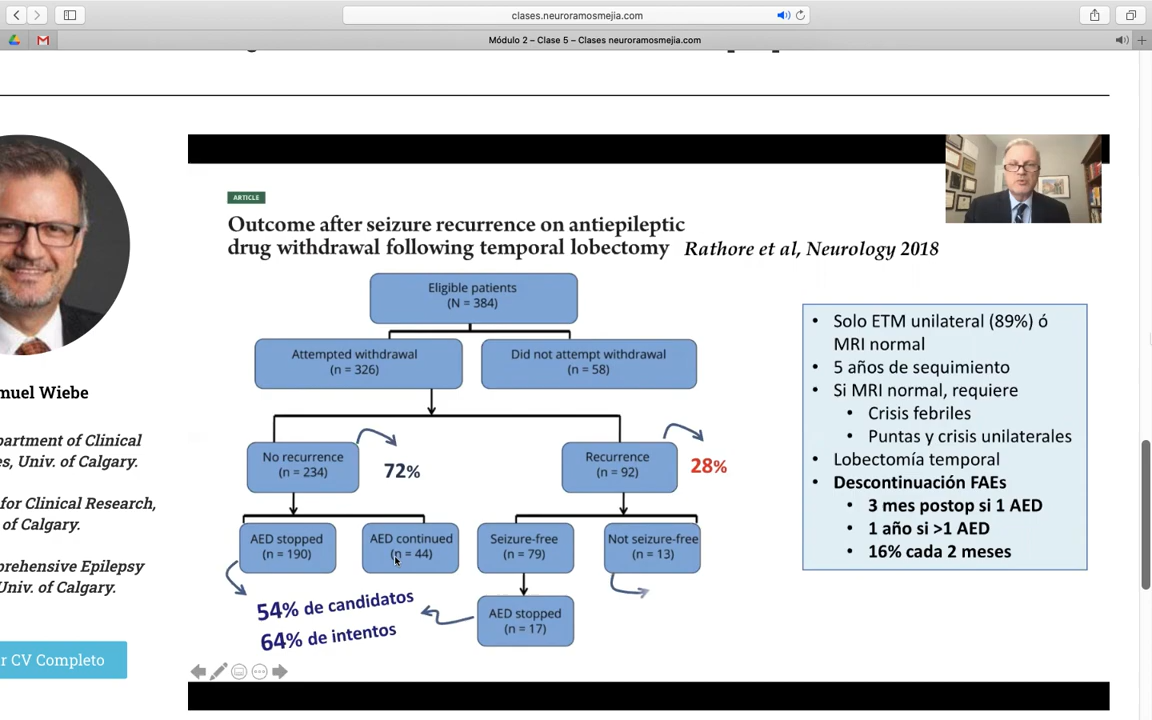 clases.neuroramosmejia.com
Módulo 2 – Clase 5 – Clases neuroramosmejia.com
muel Wiebe
partment of Clinical
es, Univ. of Calgary.
for Clinical Research,
of Calgary.
prehensive Epilepsy
Univ. of Calgary.
r CV Completo
ARTICLE
Outcome after seizure recurrence on antiepileptic
drug withdrawal following temporal lobectomy
Rathore et al, Neurology 2018
Eligible patients
(N = 384)
Attempted withdrawal
(n = 326)
Did not attempt withdrawal
(n = 58)
No recurrence
(n = 234)
72%
Recurrence
(n = 92)
28%
AED stopped
(n = 190)
AED continued
(n = 44)
Seizure-free
(n = 79)
Not seizure-free
(n = 13)
AED stopped
(n = 17)
54% de candidatos
64% de intentos
• Solo ETM unilateral (89%) ó
MRI normal
• 5 años de sequimiento
• Si MRI normal, requiere
• Crisis febriles
• Puntas y crisis unilaterales
• Lobectomía temporal
• Descontinuación FAEs
• 3 mes postop si 1 AED
• 1 año si >1 AED
• 16% cada 2 meses